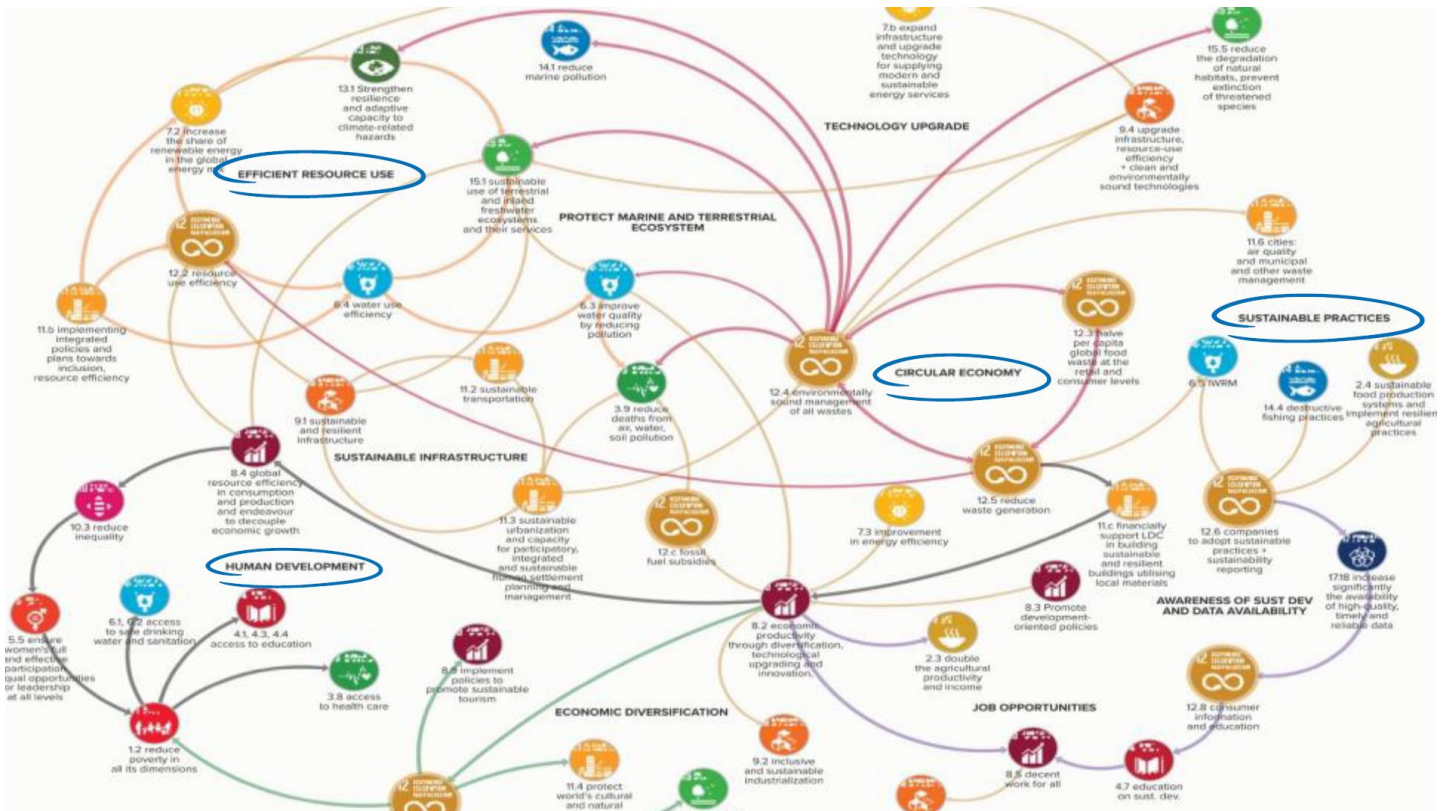 7.b expand
infrastructure
and upgrade
technology
for supplying
modern and
sustainable
energy services
15.5 reduce
the degradation
of natural
habitats, prevent
extinction
of threatened
species
14.1 reduce
marine pollution
13.1 Strengthen
resilience
and adaptive
capacity to
climate-related
hazards
7.2 increase
the share of
renewable energy
in the global
energy mix
TECHNOLOGY UPGRADE
9.4 upgrade
infrastructure,
resource-use
efficiency
+ clean and
environmentally
sound technologies
EFFICIENT RESOURCE USE
15.1 sustainable
use of terrestrial
and inland
freshwater
ecosystems
and their services
PROTECT MARINE AND TERRESTRIAL
ECOSYSTEM
11.6 cities:
air quality
and municipal
and other waste
management
12.2 resource
use efficiency
6.4 water use
efficiency
6.3 improve
water quality
by reducing
pollution
11.b implementing
integrated
policies and
plans towards
inclusion,
resource efficiency
12.3 halve
per capita
global food
waste at the
retail and
consumer levels
SUSTAINABLE PRACTICES
CIRCULAR ECONOMY
11.2 sustainable
transportation
12.4 environmentally
sound management
of all wastes
6.5 IWRM
14.4 destructive
fishing practices
2.4 sustainable
food production
systems and
implement resilient
agricultural
practices
3.9 reduce
deaths from
air, water,
soil pollution
9.1 sustainable
and resilient
infrastructure
SUSTAINABLE INFRASTRUCTURE
8.4 global
resource efficiency
in consumption
and production
and endeavour
to decouple
economic growth
12.5 reduce
waste generation
10.3 reduce
inequality
11.3 sustainable
urbanization
and capacity
for participatory,
integrated
and sustainable
human settlement
planning and
management
12.c fossil
fuel subsidies
7.3 improvement
in energy efficiency
11.c financially
support LDC
in building
sustainable
and resilient
buildings utilising
local materials
12.6 companies
to adopt sustainable
practices +
sustainability
reporting
17.18 increase
significantly
the availability
of high-quality,
timely and
reliable data
HUMAN DEVELOPMENT
AWARENESS OF SUST DEV
AND DATA AVAILABILITY
8.3 Promote
development-
oriented policies
5.5 ensure
women's full
and effective
participation
equal opportunities
for leadership
at all levels
6.1, 6.2 access
to safe drinking
water and sanitation
4.1, 4.3, 4.4
access to education
8.2 economic
productivity
through diversification,
technological
upgrading and
innovation,
2.3 double
the agricultural
productivity
and income
8.9 implement
policies to
promote sustainable
tourism
3.8 access
to health care
ECONOMIC DIVERSIFICATION
JOB OPPORTUNITIES
12.8 consumer
information
and education
1.2 reduce
poverty in
all its dimensions
9.2 inclusive
and sustainable
industrialization
11.4 protect
world's cultural
and natural
8.5 decent
work for all
4.7 education
on sust. dev.